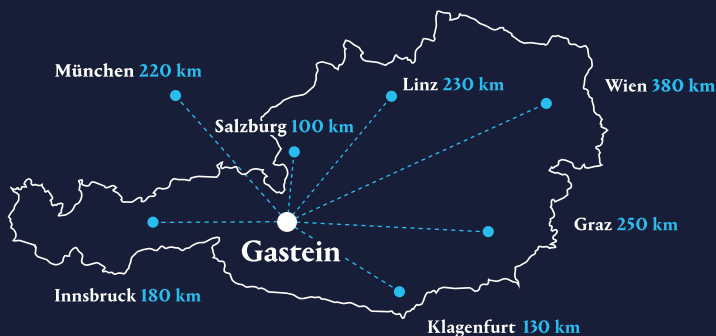 München 220 km
Linz 230 km
Wien 380 km
Salzburg 100 km
Graz 250 km
Gastein
Innsbruck 180 km
Klagenfurt 130 km